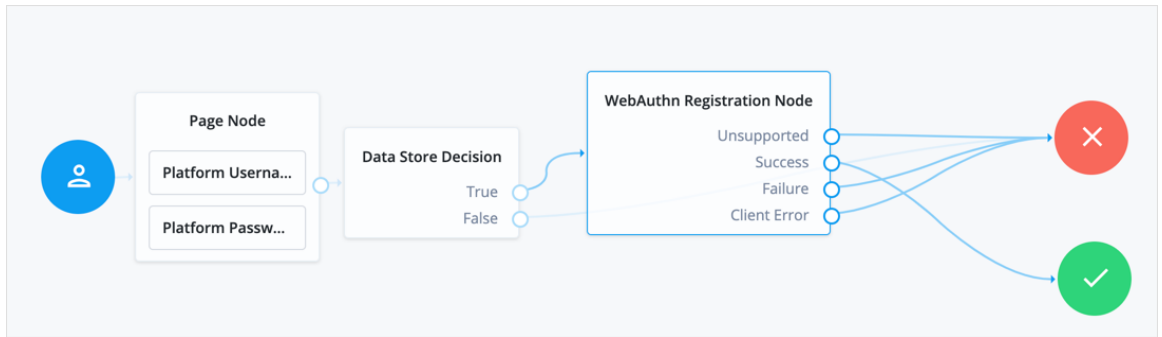 Page Node
Platform Userna...
Platform Passw...
Data Store Decision
True
False
WebAuthn Registration Node
Unsupported
Success
Failure
Client Error